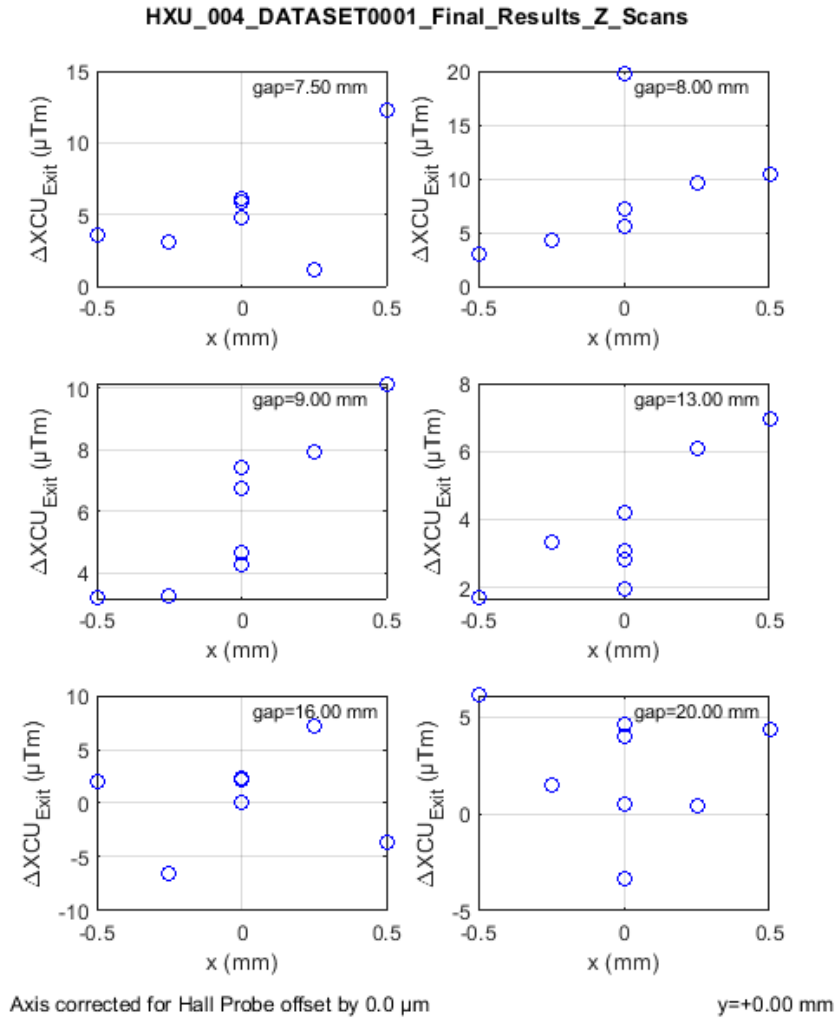 HXU_004_DATASET0001_Final_Results_Z_Scans
gap=7.50 mm
15
10
5
0
ΔXCU_Exit (µTm)
-0.5 0 0.5
x (mm)
gap=8.00 mm
20
15
10
5
0
ΔXCU_Exit (µTm)
-0.5 0 0.5
x (mm)
gap=9.00 mm
10
8
6
4
ΔXCU_Exit (µTm)
-0.5 0 0.5
x (mm)
gap=13.00 mm
8
6
4
2
ΔXCU_Exit (µTm)
-0.5 0 0.5
x (mm)
gap=16.00 mm
10
5
0
-5
-10
ΔXCU_Exit (µTm)
-0.5 0 0.5
x (mm)
gap=20.00 mm
5
0
-5
ΔXCU_Exit (µTm)
-0.5 0 0.5
x (mm)
Axis corrected for Hall Probe offset by 0.0 µm
y=+0.00 mm